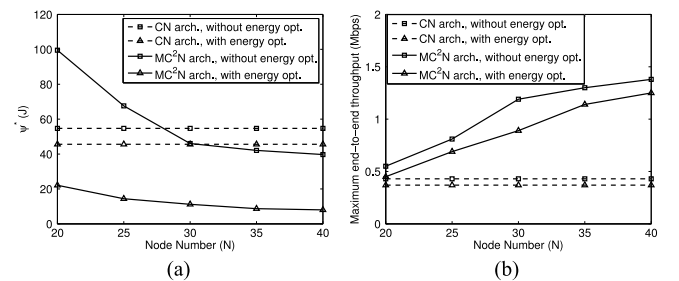 120
100
80
60
40
20
0
ψ* (J)
CN arch., without energy opt.
CN arch., with energy opt.
MC²N arch., without energy opt.
MC²N arch., with energy opt.
20 25 30 35 40
Node Number (N)
(a)
2
1.5
1
0.5
0
Maximum end−to−end throughput (Mbps)
CN arch., without energy opt.
CN arch., with energy opt.
MC²N arch., without energy opt.
MC²N arch., with energy opt.
20 25 30 35 40
Node Number (N)
(b)